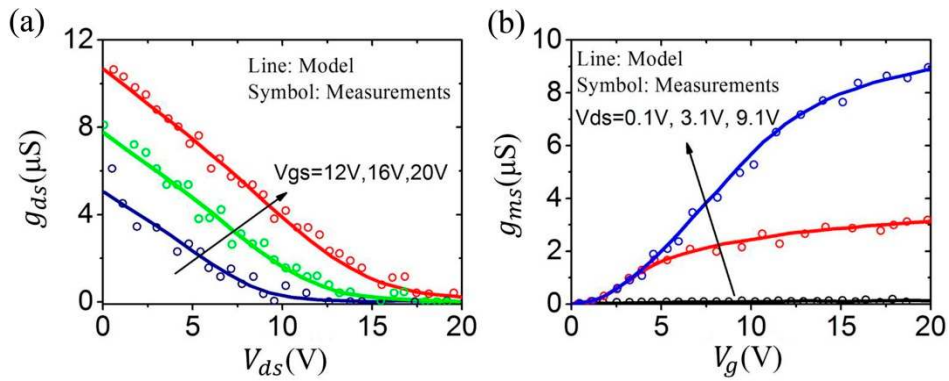 (a)
12
8
4
0
g_ds(μS)
Line: Model
Symbol: Measurements
Vgs=12V,16V,20V
0
5
10
15
20
V_ds(V)
(b)
10
8
6
4
2
0
g_ms(μS)
Line: Model
Symbol: Measurements
Vds=0.1V, 3.1V, 9.1V
0
5
10
15
20
V_g(V)